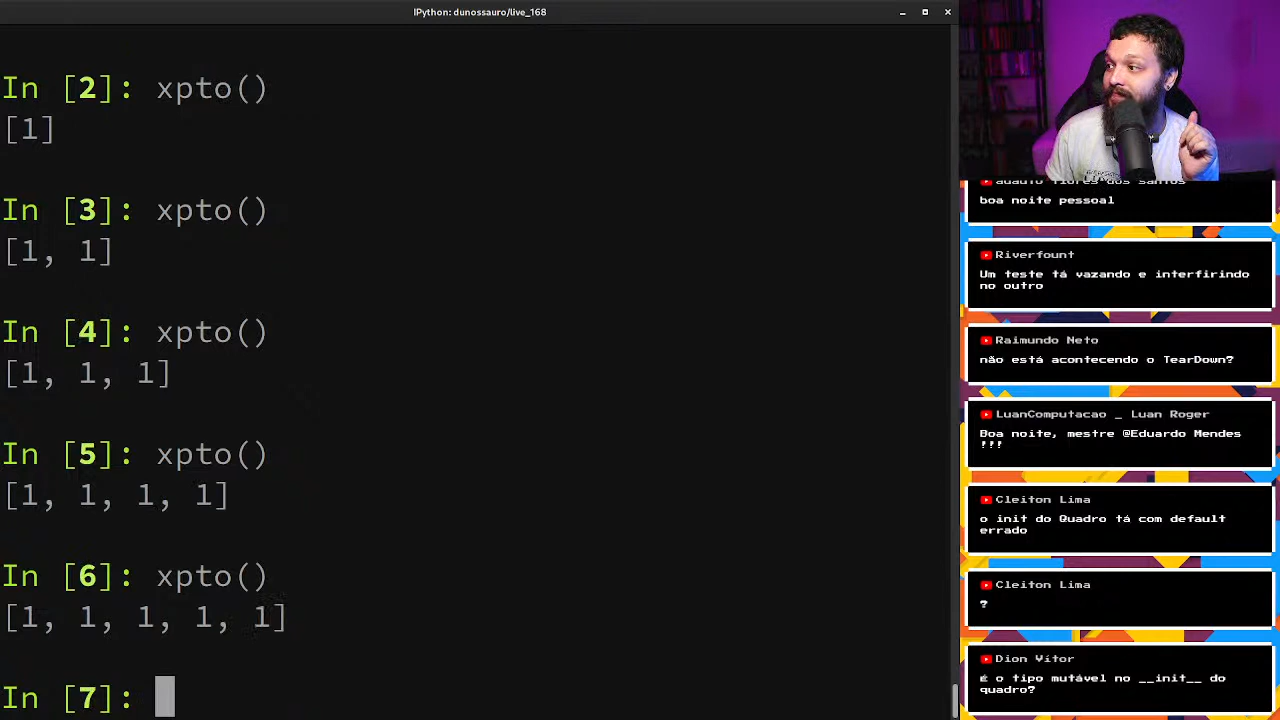 IPython: dunossauro/live_168
In [2]: xpto()
[1]
In [3]: xpto()
[1, 1]
In [4]: xpto()
[1, 1, 1]
In [5]: xpto()
[1, 1, 1, 1]
In [6]: xpto()
[1, 1, 1, 1, 1]
In [7]:
adauto flores dos santos
boa noite pessoal
Riverfount
Um teste tá vazando e interfirindo
no outro
Raimundo Neto
não está acontecendo o TearDown?
LuanComputacao _ Luan Roger
Boa noite, mestre @Eduardo Mendes
!!!
Cleiton Lima
o init do Quadro tá com default
errado
Cleiton Lima
?
Dion Vitor
É o tipo mutável no __init__ do
quadro?